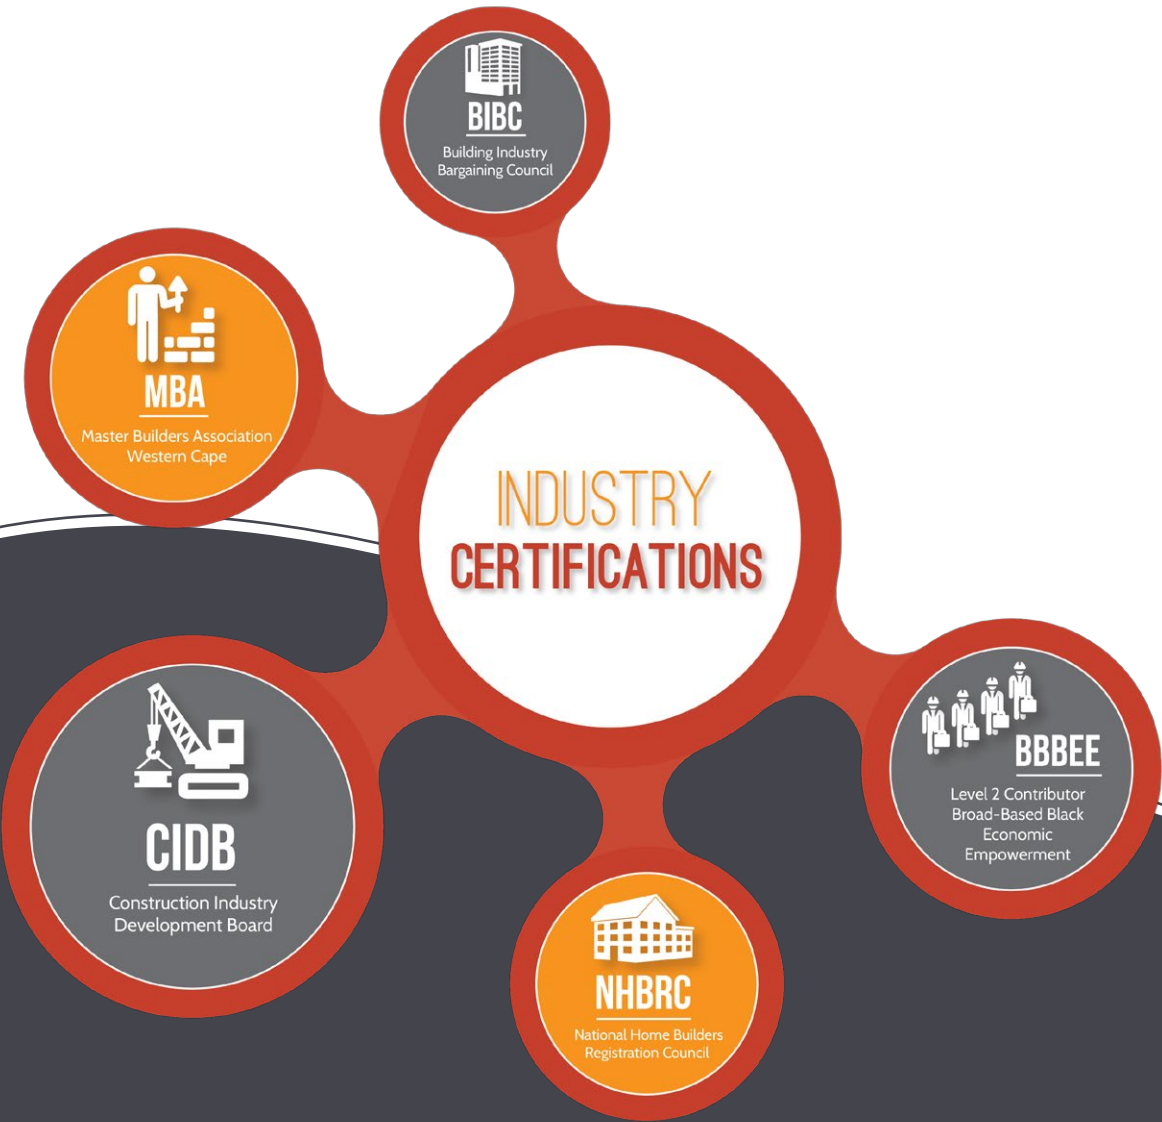 BIBC
Building Industry
Bargaining Council
MBA
Master Builders Association
Western Cape
INDUSTRY
CERTIFICATIONS
BBBEE
Level 2 Contributor
Broad-Based Black
Economic
Empowerment
CIDB
Construction Industry
Development Board
NHBRC
National Home Builders
Registration Council